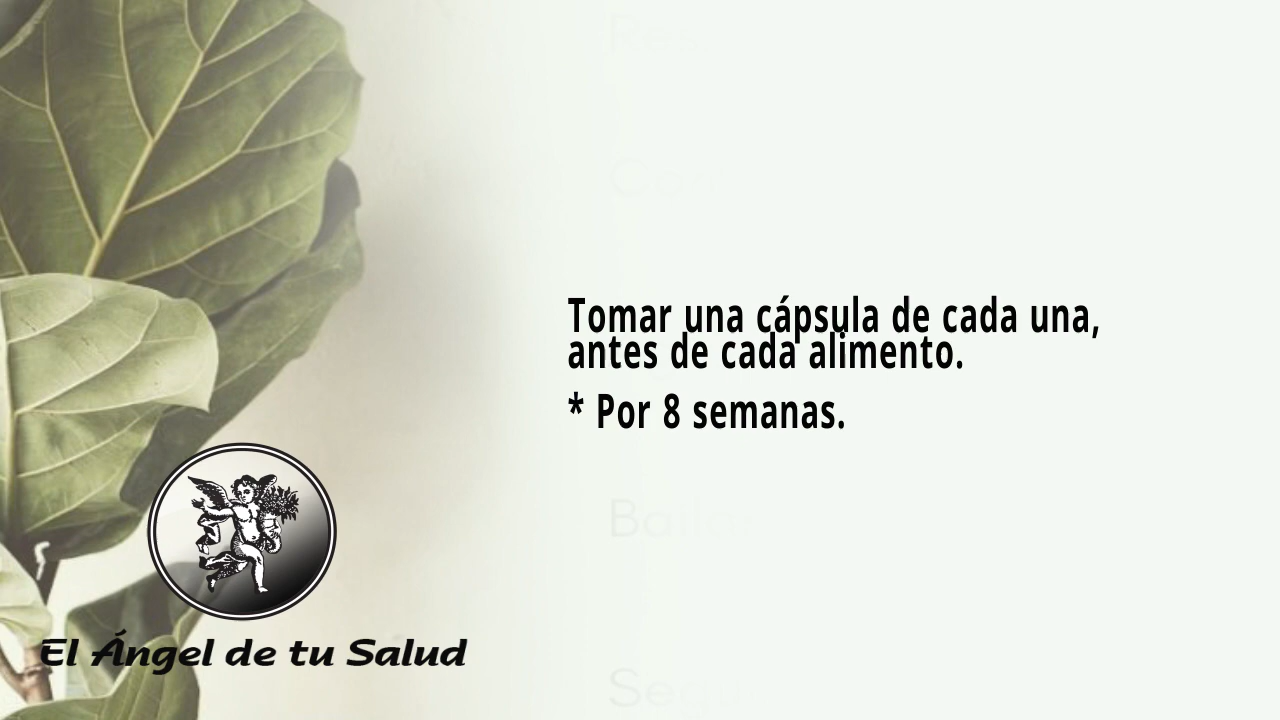 Tomar una cápsula de cada una,
antes de cada alimento.
* Por 8 semanas.
El Ángel de tu Salud